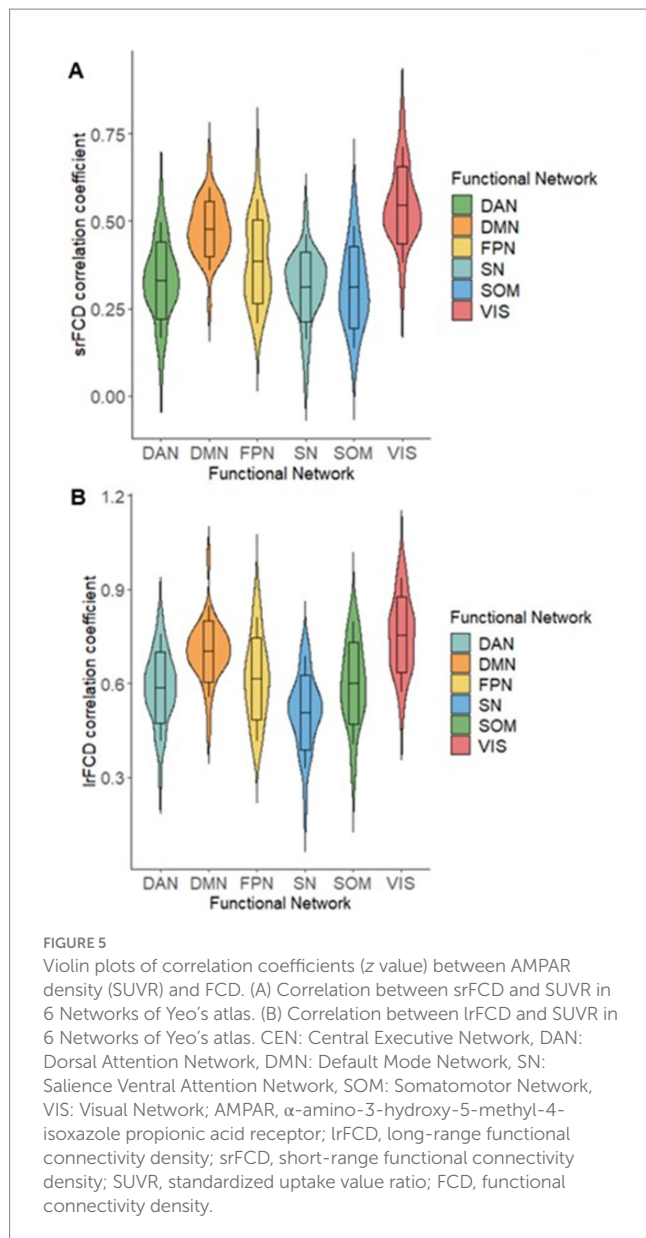 A
srFCD correlation coefficient
0.75
0.50
0.25
0.00
DAN DMN FPN SN SOM VIS
Functional Network
Functional Network
DAN
DMN
FPN
SN
SOM
VIS
B
lrFCD correlation coefficient
1.2
0.9
0.6
0.3
DAN DMN FPN SN SOM VIS
Functional Network
Functional Network
DAN
DMN
FPN
SN
SOM
VIS
FIGURE 5
Violin plots of correlation coefficients (z value) between AMPAR
density (SUVR) and FCD. (A) Correlation between srFCD and SUVR in
6 Networks of Yeo’s atlas. (B) Correlation between lrFCD and SUVR in
6 Networks of Yeo’s atlas. CEN: Central Executive Network, DAN:
Dorsal Attention Network, DMN: Default Mode Network, SN:
Salience Ventral Attention Network, SOM: Somatomotor Network,
VIS: Visual Network; AMPAR, α-amino-3-hydroxy-5-methyl-4-
isoxazole propionic acid receptor; lrFCD, long-range functional
connectivity density; srFCD, short-range functional connectivity
density; SUVR, standardized uptake value ratio; FCD, functional
connectivity density.